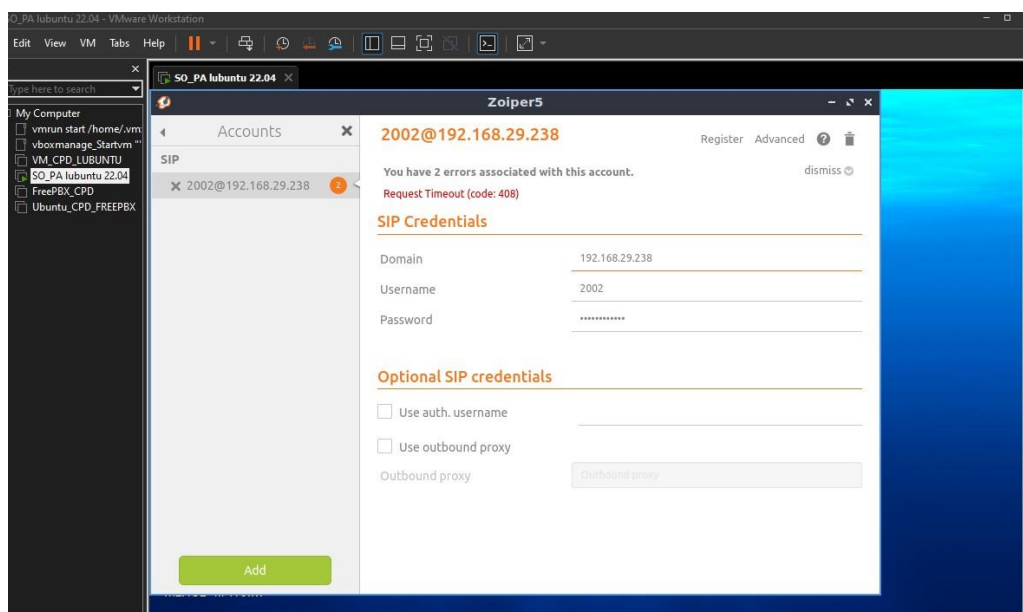 SO_PA lubuntu 22.04 - VMware Workstation
Edit View VM Tabs Help
Type here to search
SO_PA lubuntu 22.04
My Computer
vmrun start /home/.vm
vboxmanage_Startvm "
VM_CPD_LUBUNTU
SO_PA lubuntu 22.04
FreePBX_CPD
Ubuntu_CPD_FREEPBX
Zoiper5
Accounts
SIP
2002@192.168.29.238 2
Add
2002@192.168.29.238
Register Advanced
You have 2 errors associated with this account. dismiss
Request Timeout (code: 408)
SIP Credentials
Domain 192.168.29.238
Username 2002
Password ••••••••••••
Optional SIP credentials
Use auth. username
Use outbound proxy
Outbound proxy Outbound proxy